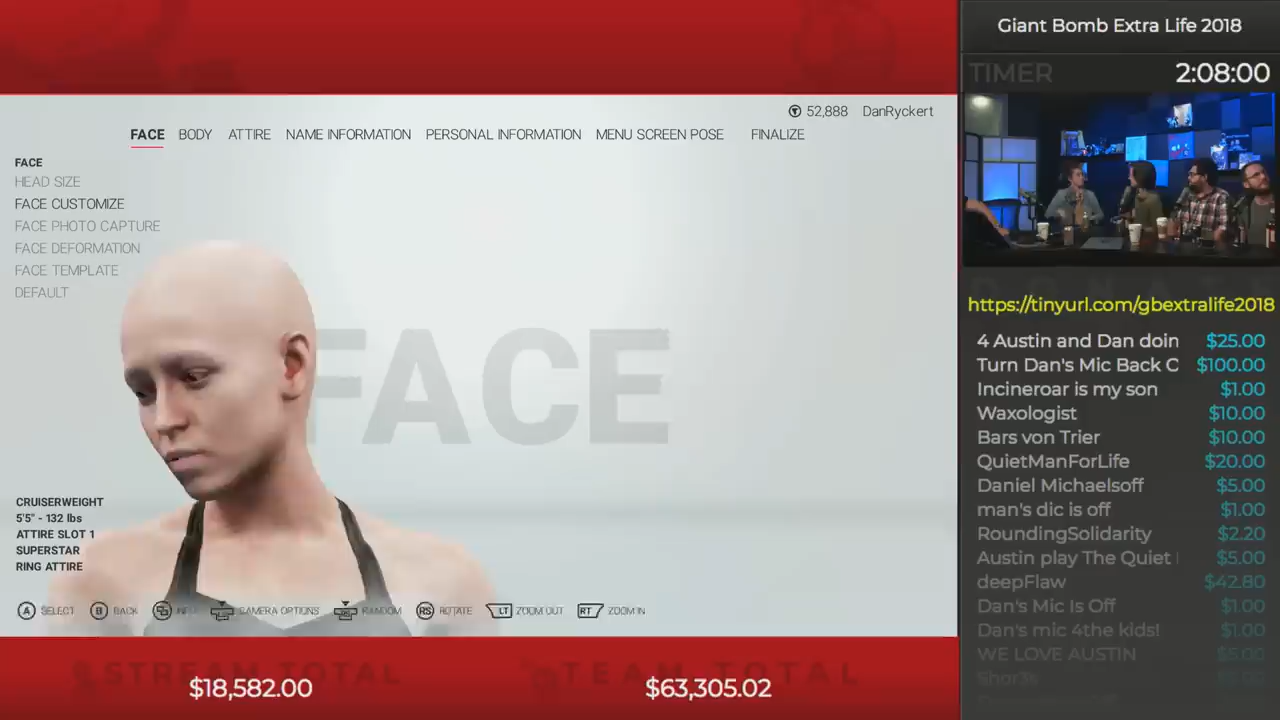 Giant Bomb Extra Life 2018
TIMER
2:08:00
52,888 DanRyckert
FACE BODY ATTIRE NAME INFORMATION PERSONAL INFORMATION MENU SCREEN POSE FINALIZE
FACE
HEAD SIZE
FACE CUSTOMIZE
FACE PHOTO CAPTURE
FACE DEFORMATION
FACE TEMPLATE
DEFAULT
FACE
CRUISERWEIGHT
5'5" - 132 lbs
ATTIRE SLOT 1
SUPERSTAR
RING ATTIRE
A SELECT B BACK INFO CAMERA OPTIONS RANDOM RS ROTATE LT ZOOM OUT RT ZOOM IN
STREAM TOTAL
$18,582.00
TEAM TOTAL
$63,305.02
https://tinyurl.com/gbextralife2018
4 Austin and Dan doin $25.00
Turn Dan's Mic Back $100.00
Incineroar is my son $1.00
Waxologist $10.00
Bars von Trier $10.00
QuietManForLife $20.00
Daniel Michaelsoff $5.00
man's dic is off $1.00
RoundingSolidarity $2.20
Austin play The Quiet $5.00
deepFlaw $42.80
Dan's Mic Is Off $1.00
Dan's mic 4the kids! $1.00
WE LOVE AUSTIN $5.00